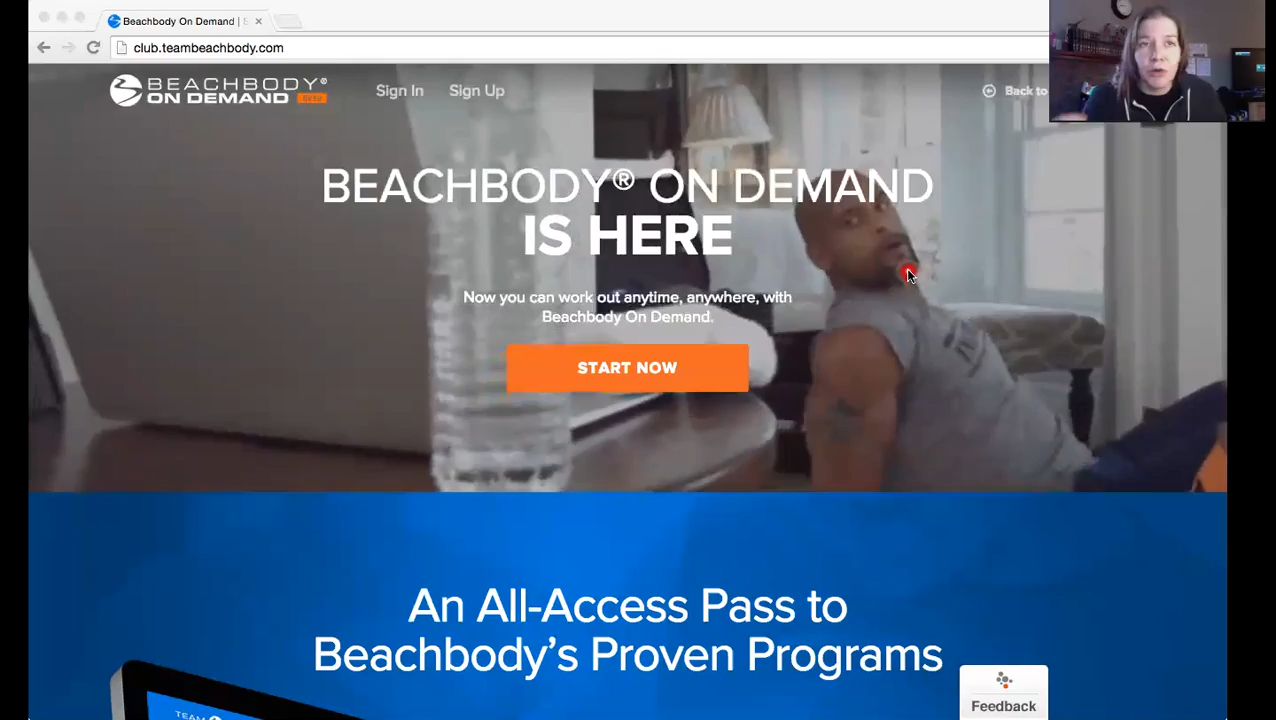 Beachbody On Demand | S
club.teambeachbody.com
BEACHBODY®
ON DEMAND BETA
Sign In
Sign Up
Back to
BEACHBODY® ON DEMAND
IS HERE
Now you can work out anytime, anywhere, with
Beachbody On Demand.
START NOW
An All-Access Pass to
Beachbody's Proven Programs
TEAM
Feedback